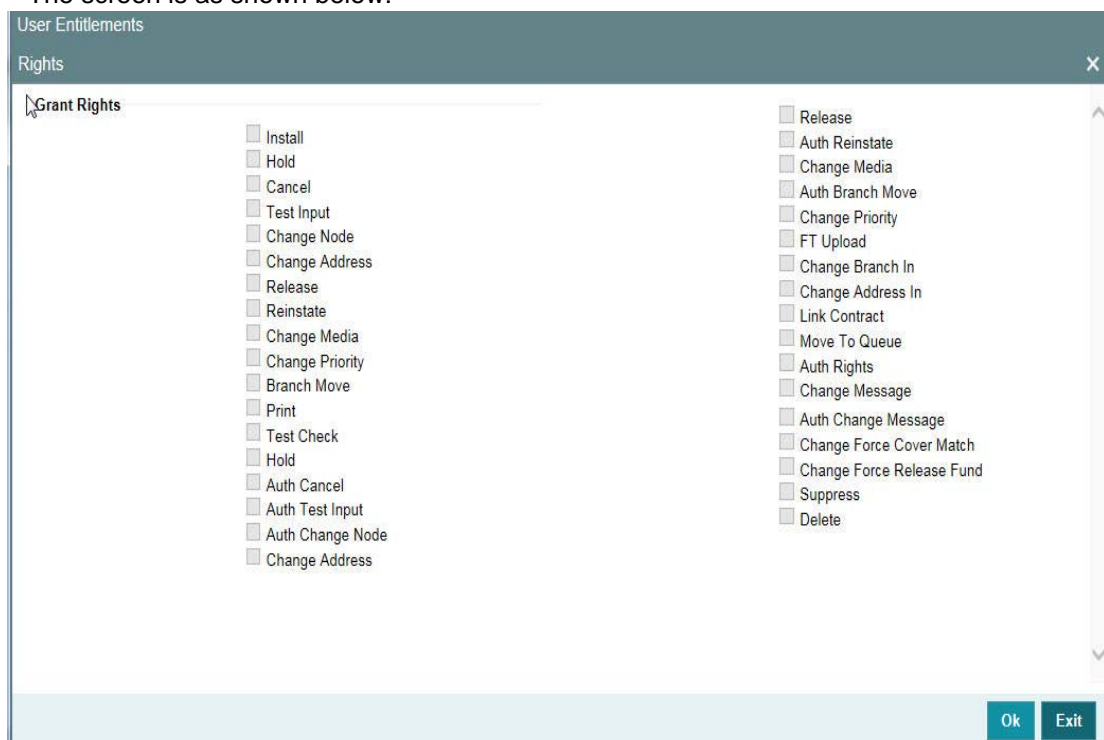 The screen is as shown below:
User Entitlements
Rights
Grant Rights
Install
Hold
Cancel
Test Input
Change Node
Change Address
Release
Reinstate
Change Media
Change Priority
Branch Move
Print
Test Check
Hold
Auth Cancel
Auth Test Input
Auth Change Node
Change Address
Release
Auth Reinstate
Change Media
Auth Branch Move
Change Priority
FT Upload
Change Branch In
Change Address In
Link Contract
Move To Queue
Auth Rights
Change Message
Auth Change Message
Change Force Cover Match
Change Force Release Fund
Suppress
Delete
Ok Exit